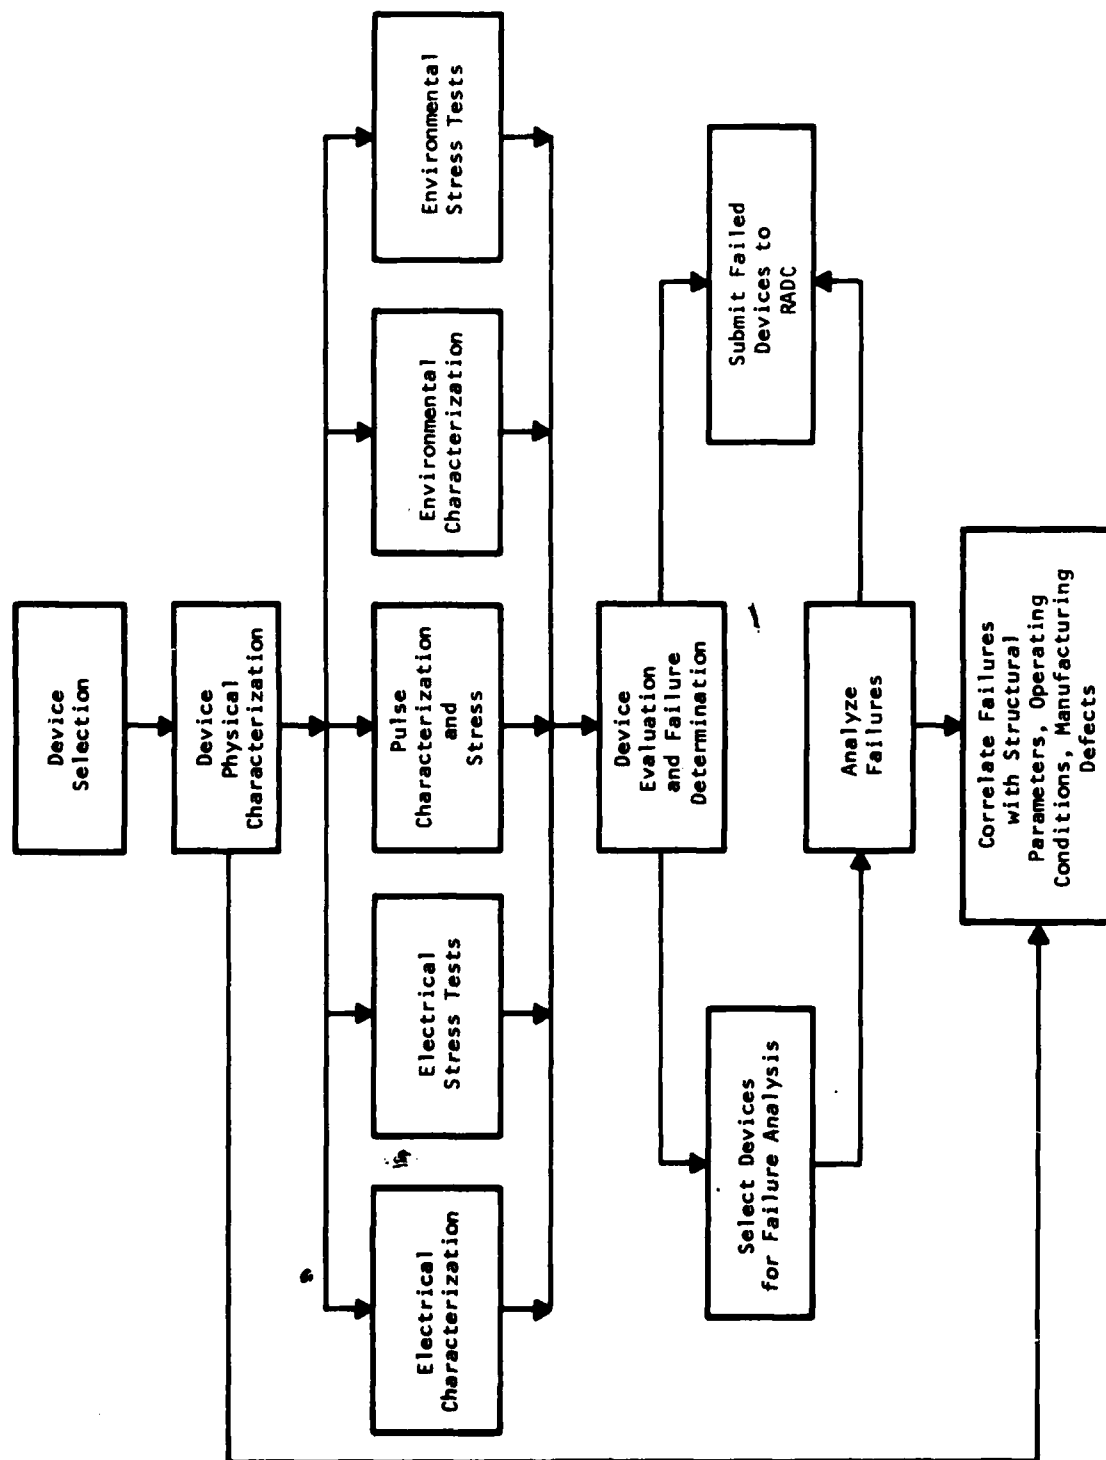 Device
Selection
Device
Physical
Characterization
Electrical
Characterization
Electrical
Stress Tests
Pulse
Characterization
and
Stress
Environmental
Characterization
Environmental
Stress Tests
Device
Evaluation
and Failure
Determination
Select Devices
for Failure Analysis
Submit Failed
Devices to
RADC
Analyze
Failures
Correlate Failures
with Structural
Parameters, Operating
Conditions, Manufacturing
Defects